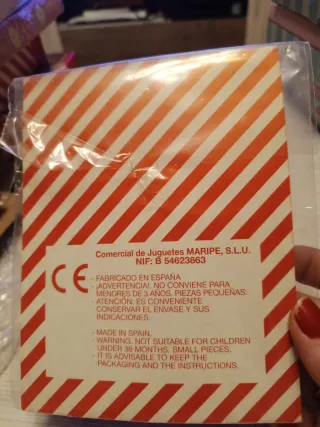 Comercial de Juguetes MARIPE, S.L.U.
NIF: B 54623863
CE
- FABRICADO EN ESPAÑA
- ¡ADVERTENCIA!. NO CONVIENE PARA
MENORES DE 3 AÑOS. PIEZAS PEQUEÑAS.
- ATENCIÓN: ES CONVENIENTE
CONSERVAR EL ENVASE Y SUS
INDICACIONES.
- MADE IN SPAIN.
- WARNING. NOT SUITABLE FOR CHILDREN
UNDER 36 MONTHS. SMALL PIECES.
- IT IS ADVISABLE TO KEEP THE
PACKAGING AND THE INSTRUCTIONS.